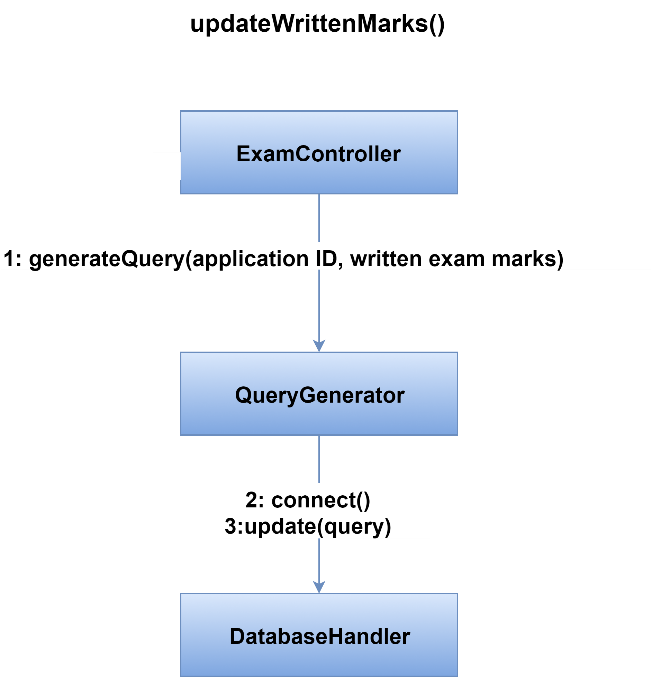 updateWrittenMarks()
ExamController
1: generateQuery(application ID, written exam marks)
QueryGenerator
2: connect()
3:update(query)
DatabaseHandler